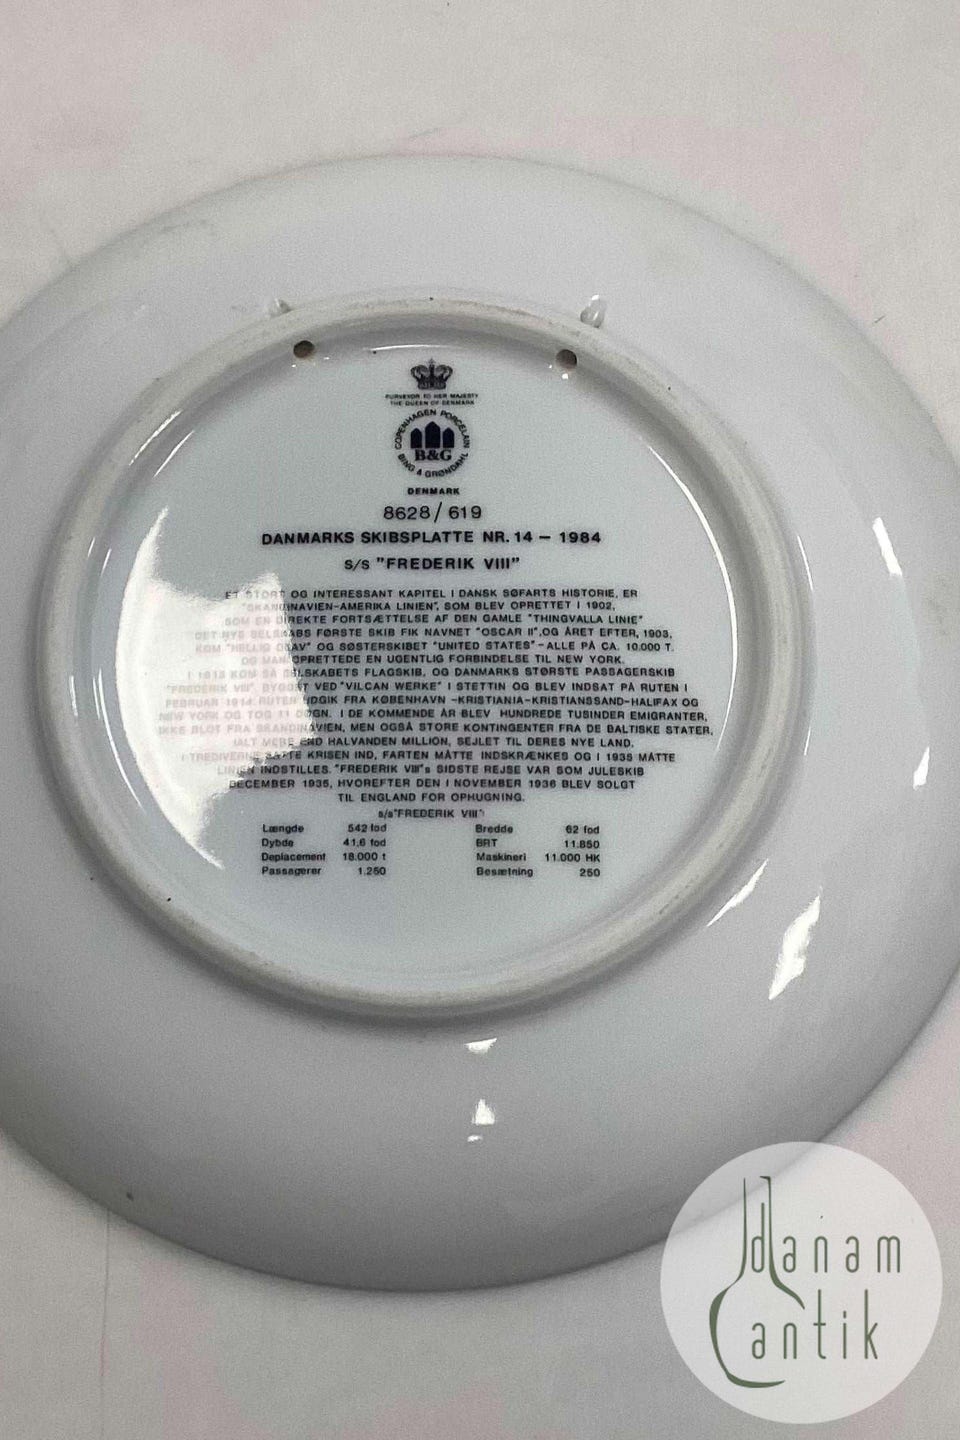 PURVEYOR TO HER MAJESTY
THE QUEEN OF DENMARK
COPENHAGEN PORCELAIN
B&G
BING & GRØNDAHL
DENMARK
8628/619
DANMARKS SKIBSPLATTE NR. 14 – 1984
S/S "FREDERIK VIII"
ET STORT OG INTERESSANT KAPITEL I DANSK SØFARTS HISTORIE, ER
"SKANDINAVIEN-AMERIKA LINIEN", SOM BLEV OPRETTET I 1902,
SOM EN DIREKTE FORTSÆTTELSE AF DEN GAMLE "THINGVALLA LINIE"
DET NYE SELSKABS FØRSTE SKIB FIK NAVNET "OSCAR II", OG ÅRET EFTER, 1903,
KOM "HELLIG OLAV" OG SØSTERSKIBET "UNITED STATES" – ALLE PÅ CA. 10.000 T.
OG MAN OPRETTEDE EN UGENTLIG FORBINDELSE TIL NEW YORK.
I 1913 KOM SÅ SELSKABETS FLAGSKIB, OG DANMARKS STØRSTE PASSAGERSKIB
"FREDERIK VIII", BYGGET VED "VILCAN WERKE" I STETTIN OG BLEV INDSAT PÅ RUTEN I
FEBRUAR 1914. RUTEN UDGIK FRA KØBENHAVN –KRISTIANIA–KRISTIANSSAND–HALIFAX OG
NEW YORK OG TOG 11 DØGN. I DE KOMMENDE ÅR BLEV HUNDREDE TUSINDER EMIGRANTER,
IKKE BLOT FRA SKANDINAVIEN, MEN OGSÅ STORE KONTINGENTER FRA DE BALTISKE STATER,
IALT MERE END HALVANDEN MILLION, SEJLET TIL DERES NYE LAND.
I TREDIVERNE SATTE KRISEN IND, FARTEN MÅTTE INDSKRÆNKES OG I 1935 MÅTTE
LINIEN INDSTILLES. "FREDERIK VIII"s SIDSTE REJSE VAR SOM JULESKIB
DECEMBER 1935, HVOREFTER DEN I NOVEMBER 1936 BLEV SOLGT
TIL ENGLAND FOR OPHUGNING.
s/s "FREDERIK VIII"
Længde 542 fod Bredde 62 fod
Dybde 41,6 fod BRT 11.850
Deplacement 18.000 t Maskineri 11.000 HK
Passagerer 1.250 Besætning 250
danam
antik